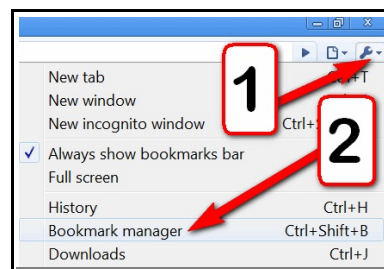 1
New tab T
New window
New incognito window Ctrl+S
2
Always show bookmarks bar
Full screen
History Ctrl+H
Bookmark manager Ctrl+Shift+B
Downloads Ctrl+J